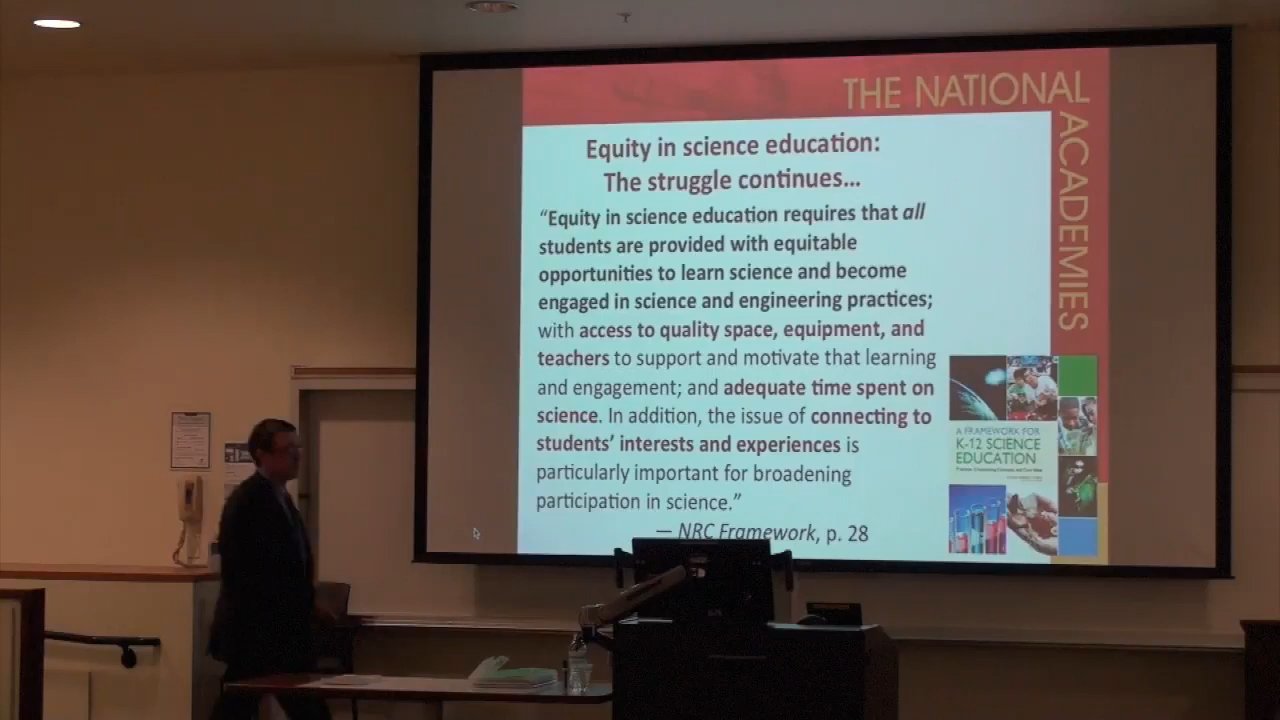 THE NATIONAL
ACADEMIES
Equity in science education:
The struggle continues...
“Equity in science education requires that all
students are provided with equitable
opportunities to learn science and become
engaged in science and engineering practices;
with access to quality space, equipment, and
teachers to support and motivate that learning
and engagement; and adequate time spent on
science. In addition, the issue of connecting to
students’ interests and experiences is
particularly important for broadening
participation in science.”
— NRC Framework, p. 28
A FRAMEWORK FOR
K-12 SCIENCE
EDUCATION